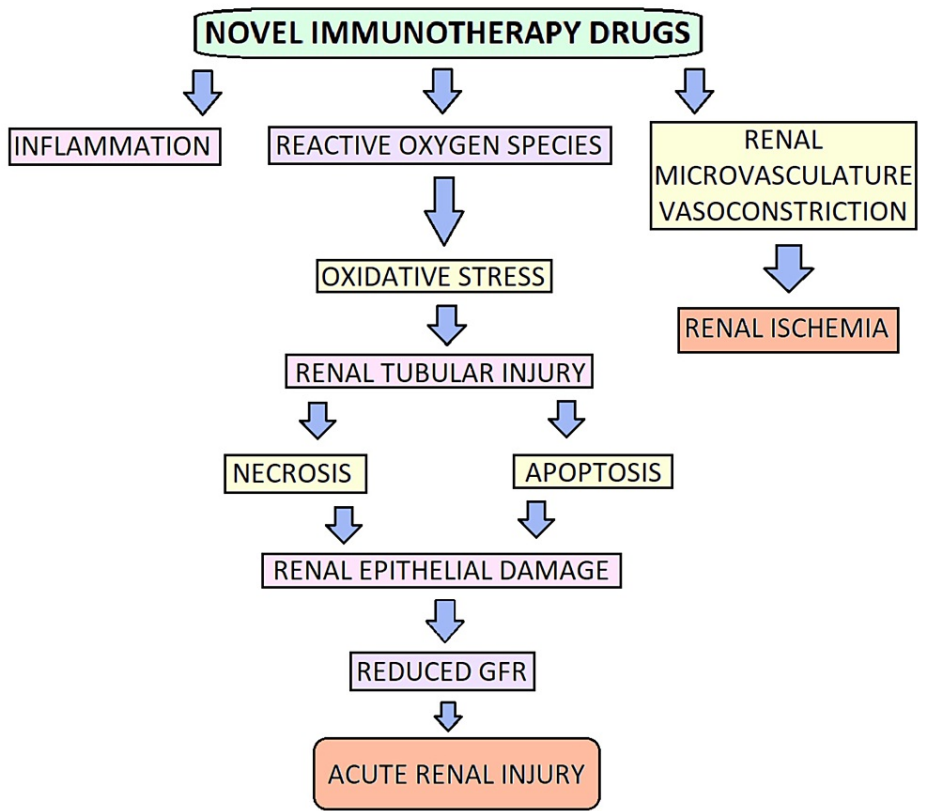 NOVEL IMMUNOTHERAPY DRUGS
INFLAMMATION
REACTIVE OXYGEN SPECIES
RENAL
MICROVASCULATURE
VASOCONSTRICTION
OXIDATIVE STRESS
RENAL ISCHEMIA
RENAL TUBULAR INJURY
NECROSIS
APOPTOSIS
RENAL EPITHELIAL DAMAGE
REDUCED GFR
ACUTE RENAL INJURY